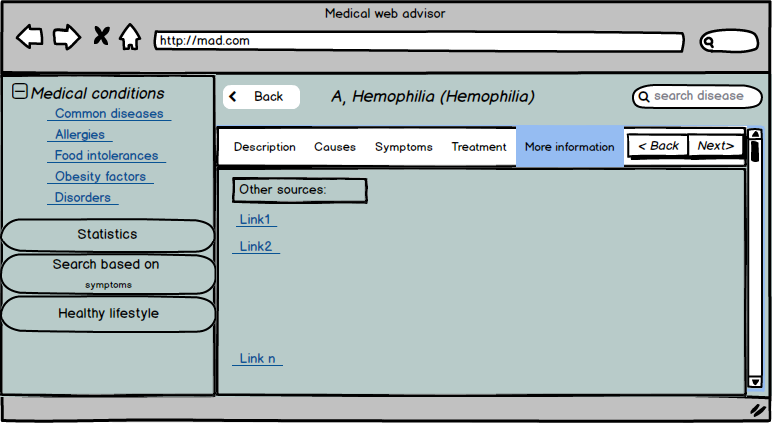 Medical web advisor
http://mad.com
Medical conditions
Common diseases
Allergies
Food intolerances
Obesity factors
Disorders
Statistics
Search based on
symptoms
Healthy lifestyle
Back
A, Hemophilia (Hemophilia)
search disease
Description Causes Symptoms Treatment More information < Back Next>
Other sources:
Link1
Link2
Link n